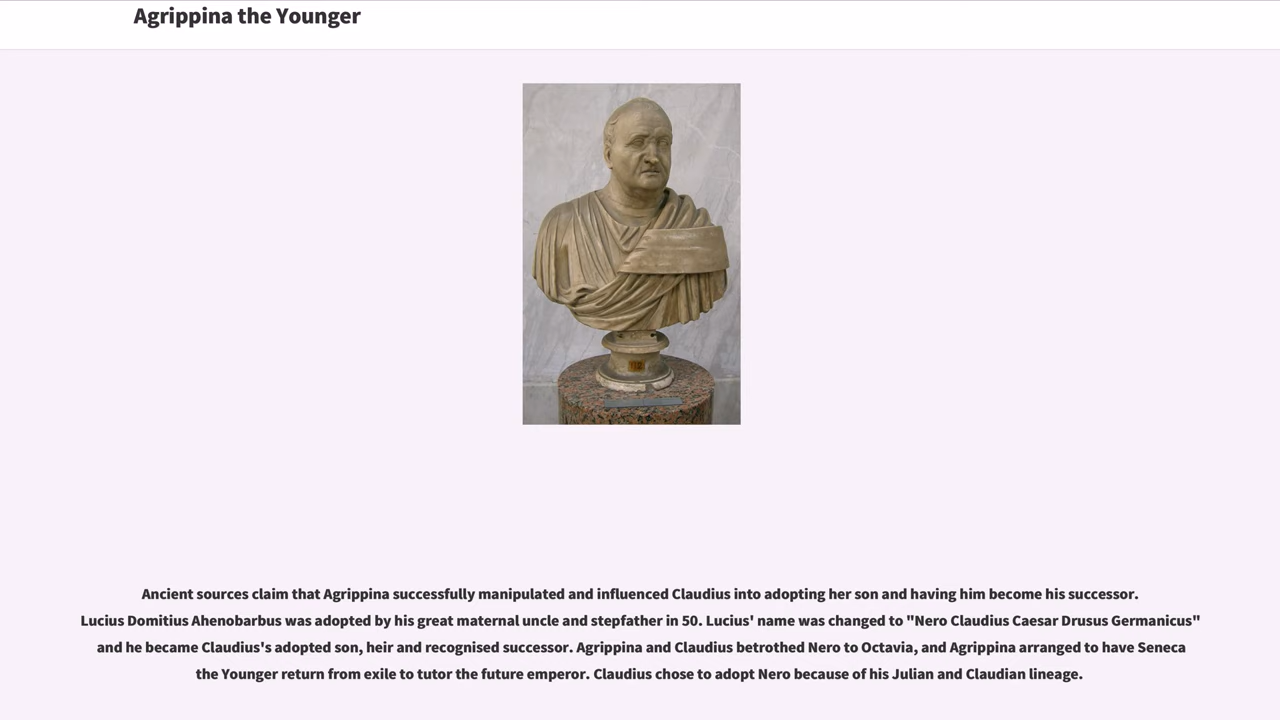 Agrippina the Younger
Ancient sources claim that Agrippina successfully manipulated and influenced Claudius into adopting her son and having him become his successor.
Lucius Domitius Ahenobarbus was adopted by his great maternal uncle and stepfather in 50. Lucius' name was changed to "Nero Claudius Caesar Drusus Germanicus"
and he became Claudius's adopted son, heir and recognised successor. Agrippina and Claudius betrothed Nero to Octavia, and Agrippina arranged to have Seneca
the Younger return from exile to tutor the future emperor. Claudius chose to adopt Nero because of his Julian and Claudian lineage.